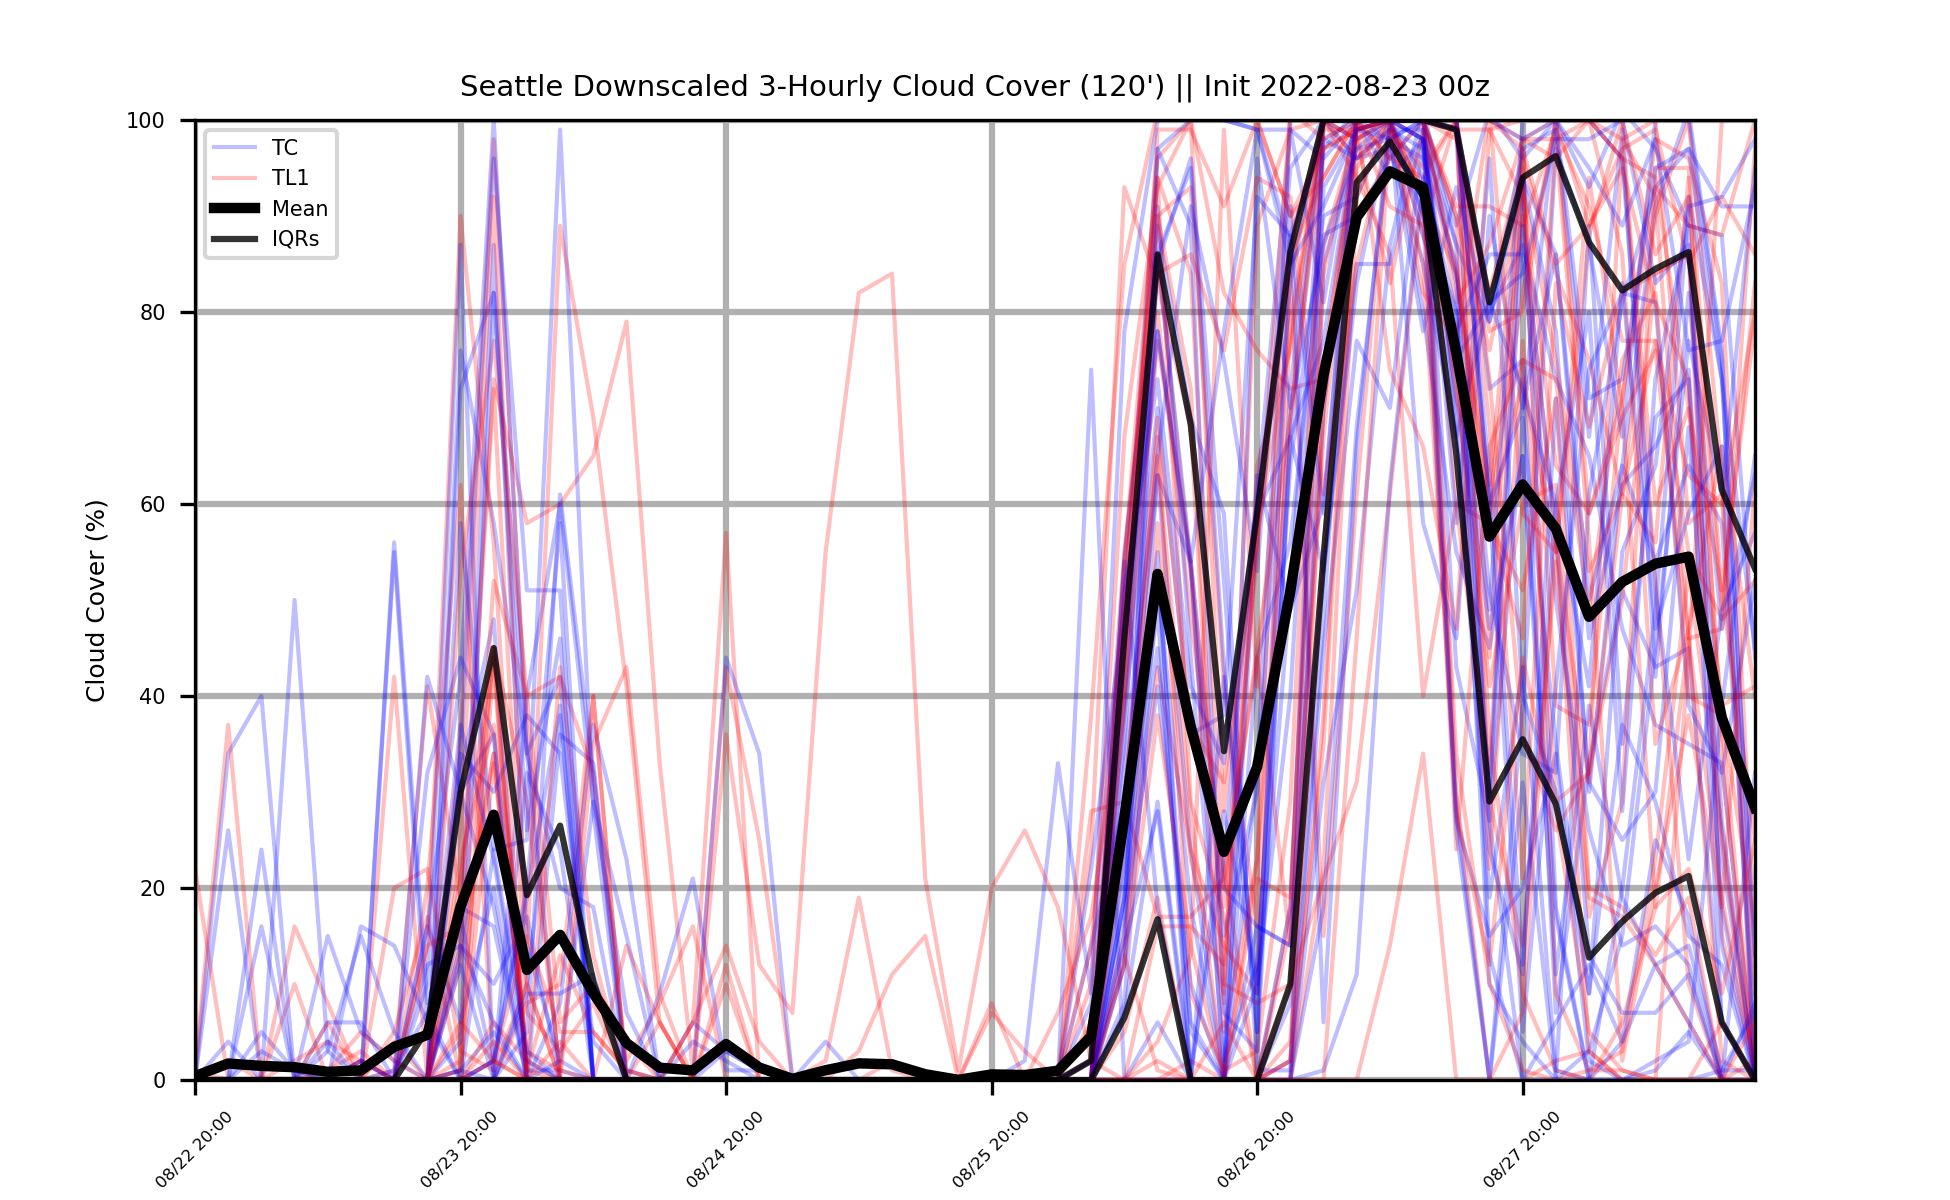 Seattle Downscaled 3-Hourly Cloud Cover (120') || Init 2022-08-23 00z
TC
TL1
Mean
IQRs
Cloud Cover (%)
100
80
60
40
20
0
08/22 20:00
08/23 20:00
08/24 20:00
08/25 20:00
08/26 20:00
08/27 20:00